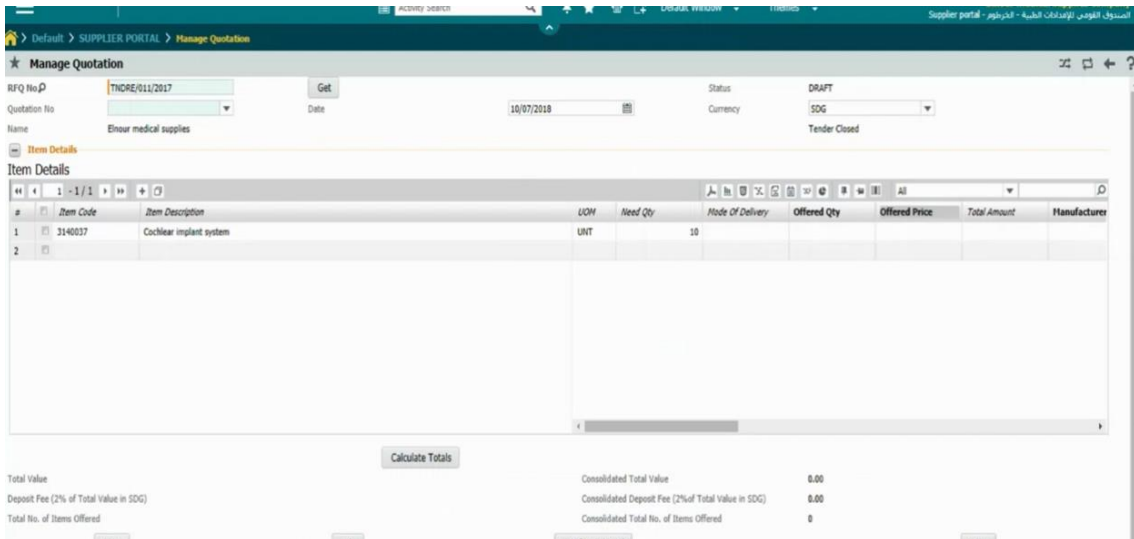 Activity Search Default Window Themes
Supplier portal - الصندوق القومي للإمدادات الطبية - الخرطوم
Default > SUPPLIER PORTAL > Manage Quotation
Manage Quotation
RFQ No. TNDRE/011/2017 Get Status DRAFT
Quotation No Date 10/07/2018 Currency SDG
Name Elnour medical supplies Tender Closed
Item Details
Item Details
1 - 1 / 1 All
# Item Code Item Description UOM Need Qty Mode Of Delivery Offered Qty Offered Price Total Amount Manufacturer
1 3140037 Cochlear implant system UNT 10
2
Calculate Totals
Total Value Consolidated Total Value 0.00
Deposit Fee (2% of Total Value in SDG) Consolidated Deposit Fee (2%of Total Value in SDG) 0.00
Total No. of Items Offered Consolidated Total No. of Items Offered 0